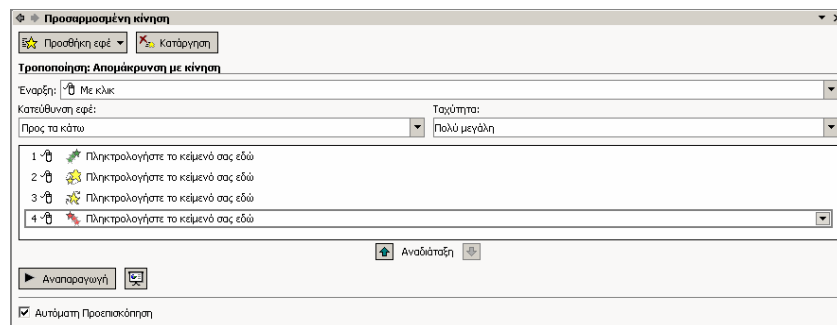 Προσαρμοσμένη κίνηση
Προσθήκη εφέ Κατάργηση
Τροποποίηση: Απομάκρυνση με κίνηση
Έναρξη: Με κλικ
Κατεύθυνση εφέ: Ταχύτητα:
Προς τα κάτω Πολύ μεγάλη
1 Πληκτρολογήστε το κείμενό σας εδώ
2 Πληκτρολογήστε το κείμενό σας εδώ
3 Πληκτρολογήστε το κείμενό σας εδώ
4 Πληκτρολογήστε το κείμενό σας εδώ
Αναδιάταξη
Αναπαραγωγή
Αυτόματη Προεπισκόπηση